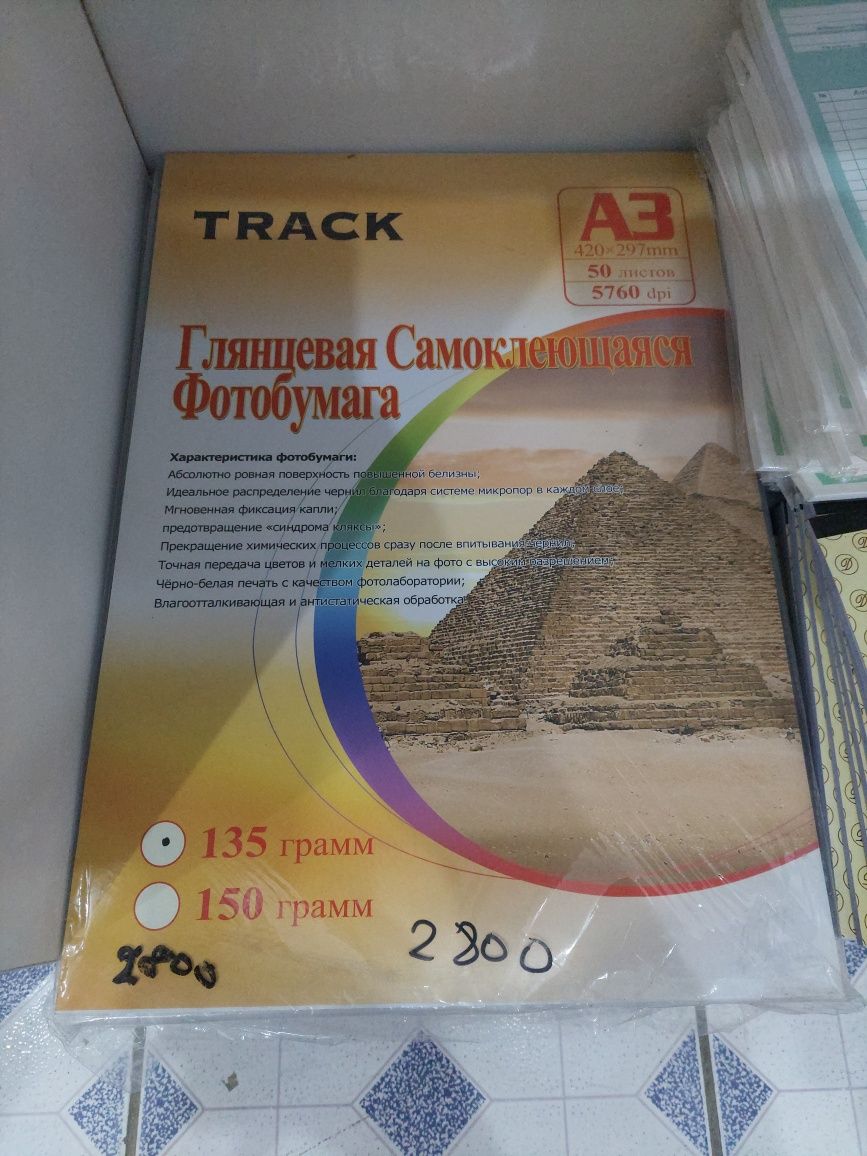 TRACK
A3
420×297mm
50 листов
5760 dpi
Глянцевая Самоклеющаяся
Фотобумага
Характеристика фотобумаги:
Абсолютно ровная поверхность повышенной белизны;
Идеальное распределение чернил благодаря системе микропор в каждом слое;
Мгновенная фиксация капли;
предотвращение «синдрома кляксы»;
Прекращение химических процессов сразу после впитывания чернил;
Точная передача цветов и мелких деталей на фото с высоким разрешением;
Чёрно-белая печать с качеством фотолаборатории;
Влагоотталкивающая и антистатическая обработка.
135 грамм
150 грамм
2800
2800